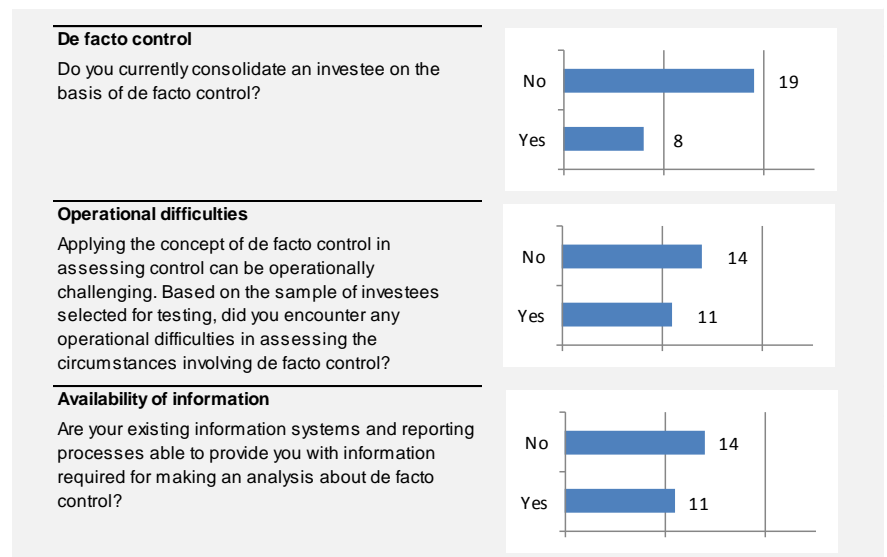 De facto control
Do you currently consolidate an investee on the
basis of de facto control?
No
19
Yes
8
Operational difficulties
Applying the concept of de facto control in
assessing control can be operationally
challenging. Based on the sample of investees
selected for testing, did you encounter any
operational difficulties in assessing the
circumstances involving de facto control?
No
14
Yes
11
Availability of information
Are your existing information systems and reporting
processes able to provide you with information
required for making an analysis about de facto
control?
No
14
Yes
11